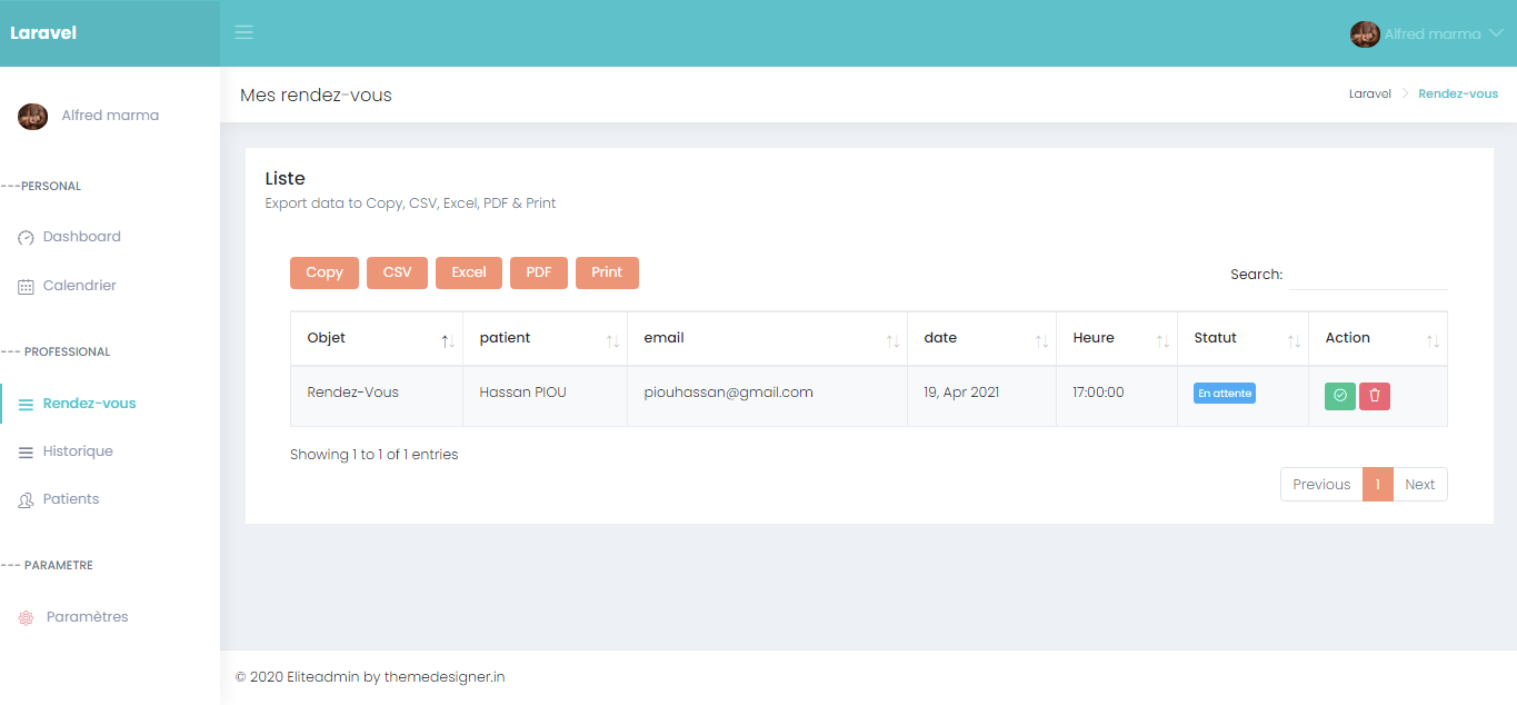 Laravel
Alfred marma
Alfred marma
Mes rendez-vous
Laravel > Rendez-vous
---PERSONAL
Dashboard
Calendrier
--- PROFESSIONAL
Rendez-vous
Historique
Patients
--- PARAMETRE
Paramètres
Liste
Export data to Copy, CSV, Excel, PDF & Print
Copy CSV Excel PDF Print
Search:
Objet patient email date Heure Statut Action
Rendez-Vous Hassan PIOU piouhassan@gmail.com 19, Apr 2021 17:00:00 En attente
Showing 1 to 1 of 1 entries
Previous 1 Next
© 2020 Eliteadmin by themedesigner.in